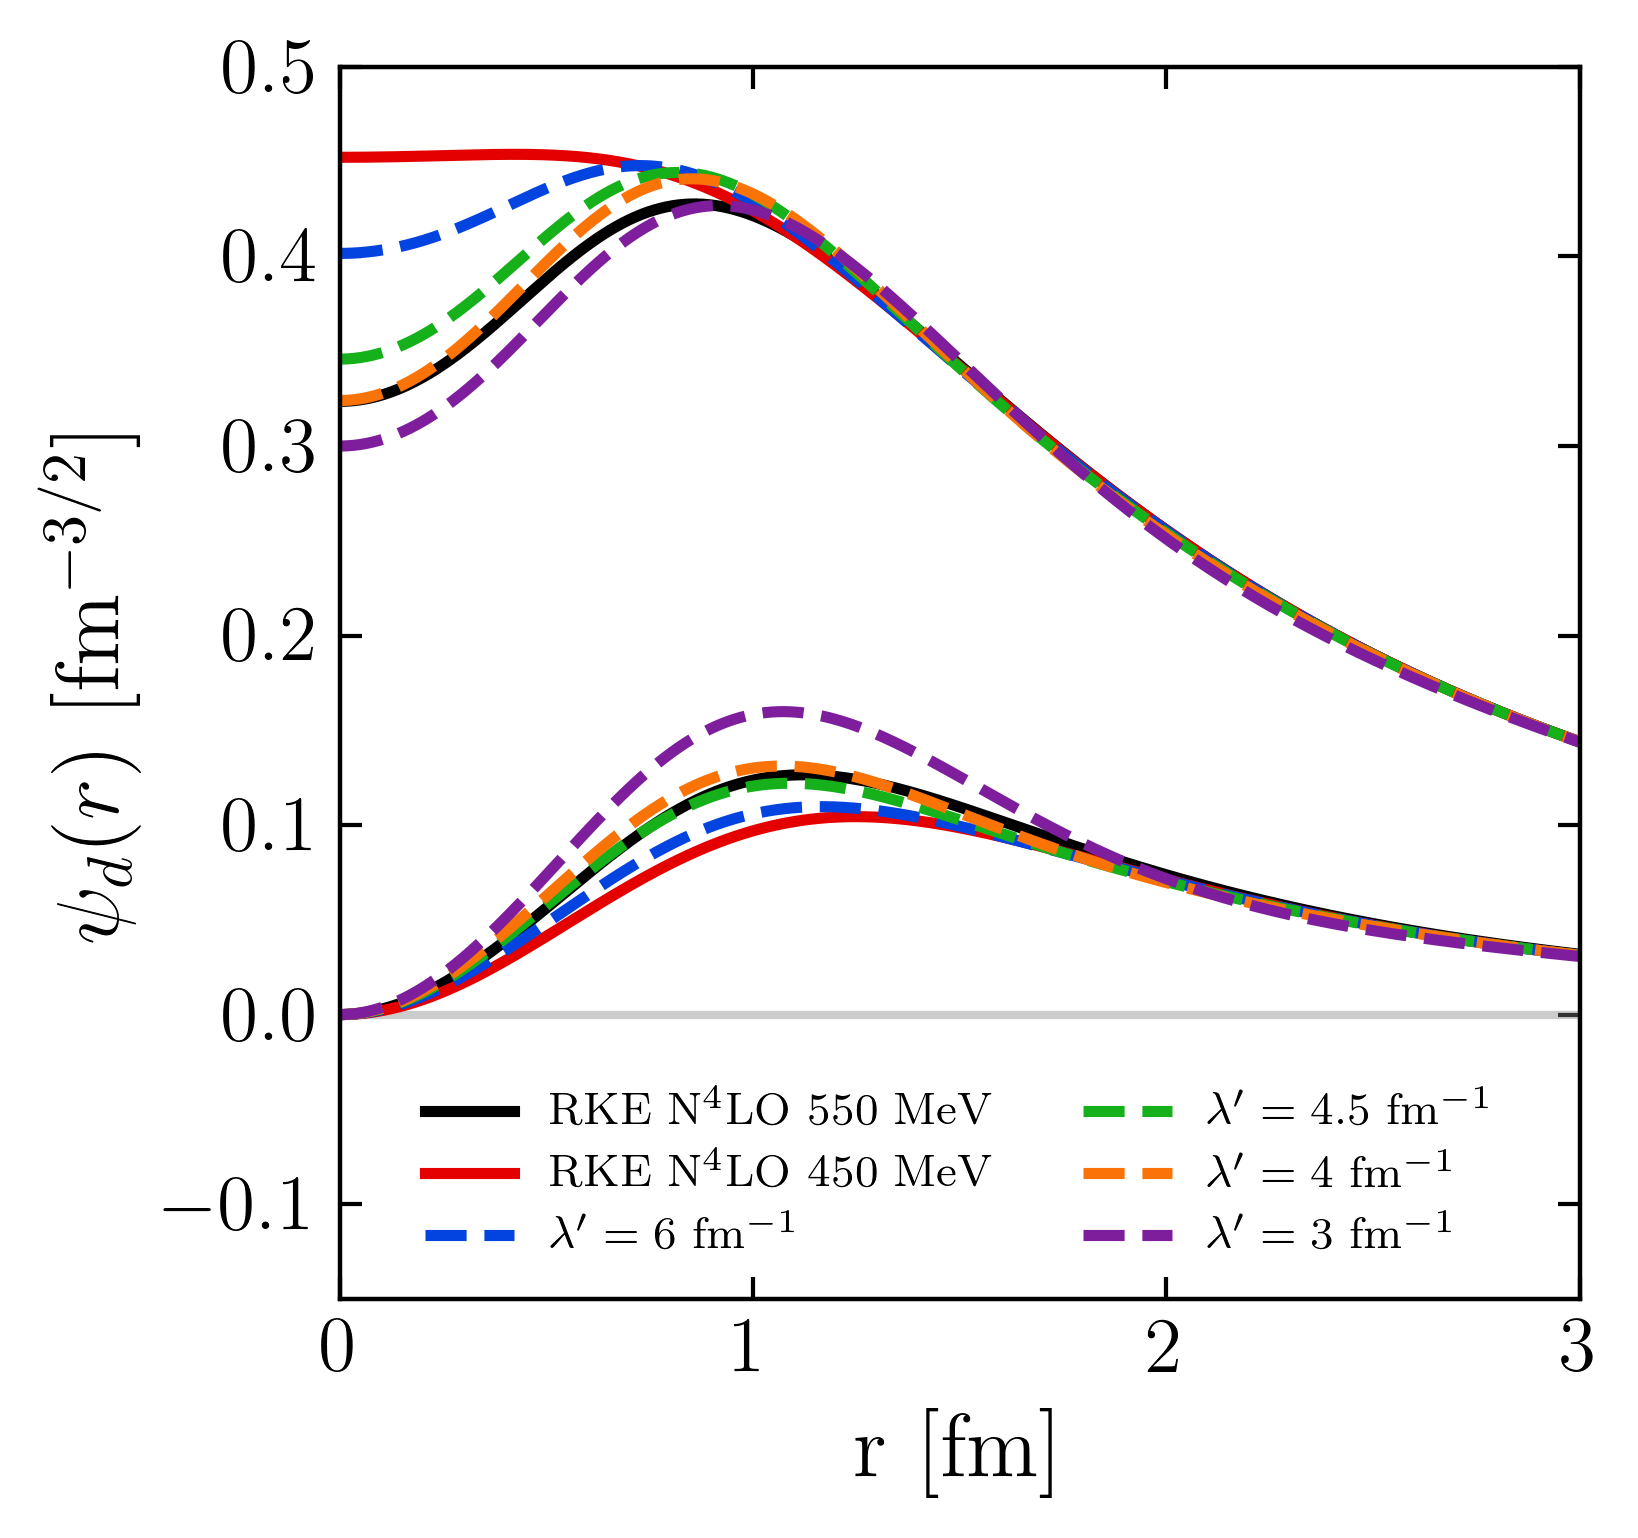 0.5
0.4
0.3
0.2
0.1
0.0
−0.1
ψ_d(r) [fm^{−3/2}]
RKE N⁴LO 550 MeV
RKE N⁴LO 450 MeV
λ′ = 6 fm⁻¹
λ′ = 4.5 fm⁻¹
λ′ = 4 fm⁻¹
λ′ = 3 fm⁻¹
0 1 2 3
r [fm]